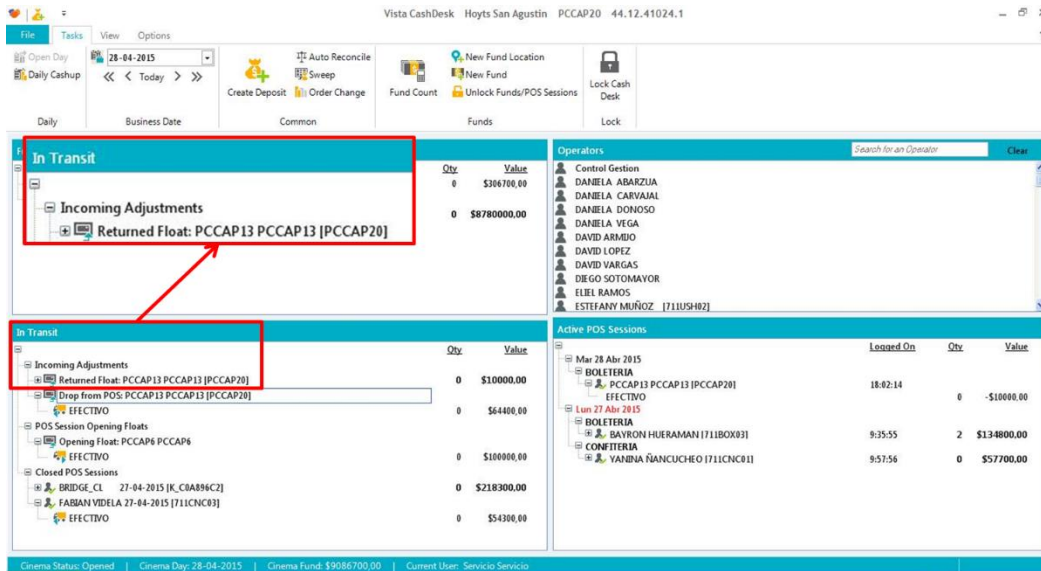 Vista CashDesk Hoyts San Agustin PCCAP20 44.12.41024.1
File Tasks View Options
Open Day
Daily Cashup
Daily
28-04-2015
Today
Business Date
Create Deposit
Auto Reconcile
Sweep
Order Change
Common
Fund Count
New Fund Location
New Fund
Unlock Funds/POS Sessions
Funds
Lock Cash
Desk
Lock
In Transit
Incoming Adjustments
Returned Float: PCCAP13 PCCAP13 [PCCAP20]
Qty Value
0 $306700,00
0 $8780000,00
Operators Search for an Operator Clear
Control Gestion
DANIELA ABARZUA
DANIELA CARVAJAL
DANIELA DONOSO
DANIELA VEGA
DAVID ARMIJO
DAVID LOPEZ
DAVID VARGAS
DIEGO SOTOMAYOR
ELIEL RAMOS
ESTEFANY MUÑOZ [711USH02]
In Transit
Qty Value
Incoming Adjustments
Returned Float: PCCAP13 PCCAP13 [PCCAP20] 0 $10000,00
Drop from POS: PCCAP13 PCCAP13 [PCCAP20]
EFECTIVO 0 $64400,00
POS Session Opening Floats
Opening Float: PCCAP6 PCCAP6
EFECTIVO 0 $100000,00
Closed POS Sessions
BRIDGE_CL 27-04-2015 [K_C0A896C2] 0 $218300,00
FABIAN VIDELA 27-04-2015 [711CNC03]
EFECTIVO 0 $54300,00
Active POS Sessions
Logged On Qty Value
Mar 28 Abr 2015
BOLETERIA
PCCAP13 PCCAP13 [PCCAP20] 18:02:14
EFECTIVO 0 -$10000,00
Lun 27 Abr 2015
BOLETERIA
BAYRON HUERAMAN [711BOX03] 9:35:55 2 $134800,00
CONFITERIA
YANINA ÑANCUCHEO [711CNC01] 9:57:56 0 $57700,00
Cinema Status: Opened | Cinema Day: 28-04-2015 | Cinema Fund: $9086700,00 | Current User: Servicio Servicio